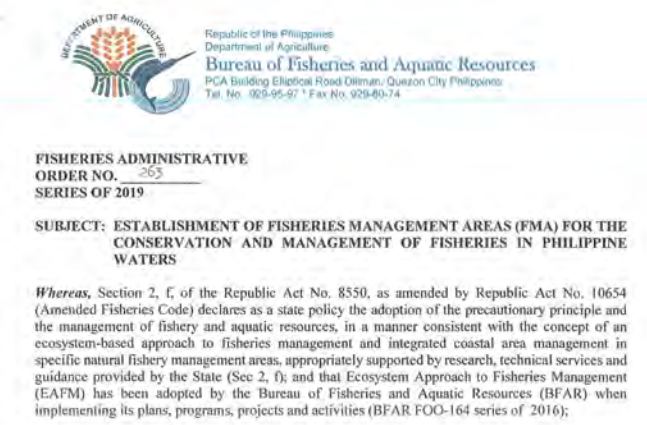 DEPARTMENT OF AGRICULTURE
Republic of the Philippines
Department of Agriculture
Bureau of Fisheries and Aquatic Resources
PCA Building Elliptical Road Diliman, Quezon City Philippines
Tel. No. 929-95-97 * Fax No. 929-80-74
FISHERIES ADMINISTRATIVE
ORDER NO. 263
SERIES OF 2019
SUBJECT: ESTABLISHMENT OF FISHERIES MANAGEMENT AREAS (FMA) FOR THE
CONSERVATION AND MANAGEMENT OF FISHERIES IN PHILIPPINE
WATERS
Whereas, Section 2, f, of the Republic Act No. 8550, as amended by Republic Act No. 10654
(Amended Fisheries Code) declares as a state policy the adoption of the precautionary principle and
the management of fishery and aquatic resources, in a manner consistent with the concept of an
ecosystem-based approach to fisheries management and integrated coastal area management in
specific natural fishery management areas, appropriately supported by research, technical services and
guidance provided by the State (Sec 2, f); and that Ecosystem Approach to Fisheries Management
(EAFM) has been adopted by the Bureau of Fisheries and Aquatic Resources (BFAR) when
implementing its plans, programs, projects and activities (BFAR FOO-164 series of 2016);